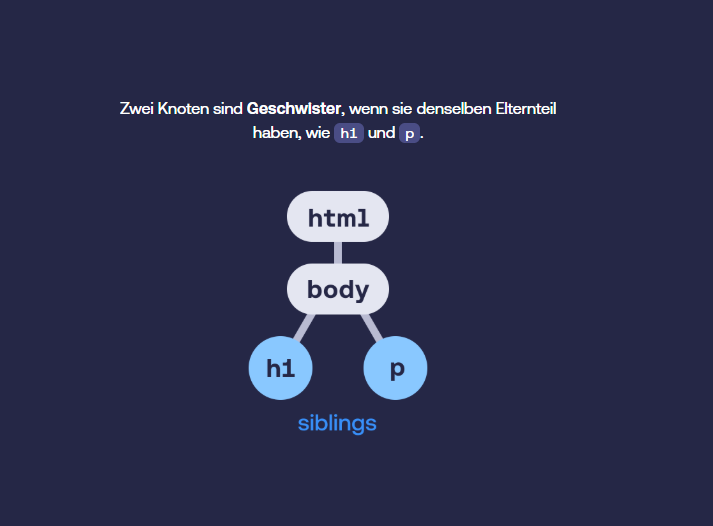 Zwei Knoten sind Geschwister, wenn sie denselben Elternteil
haben, wie h1 und p.
html
body
h1 p
siblings